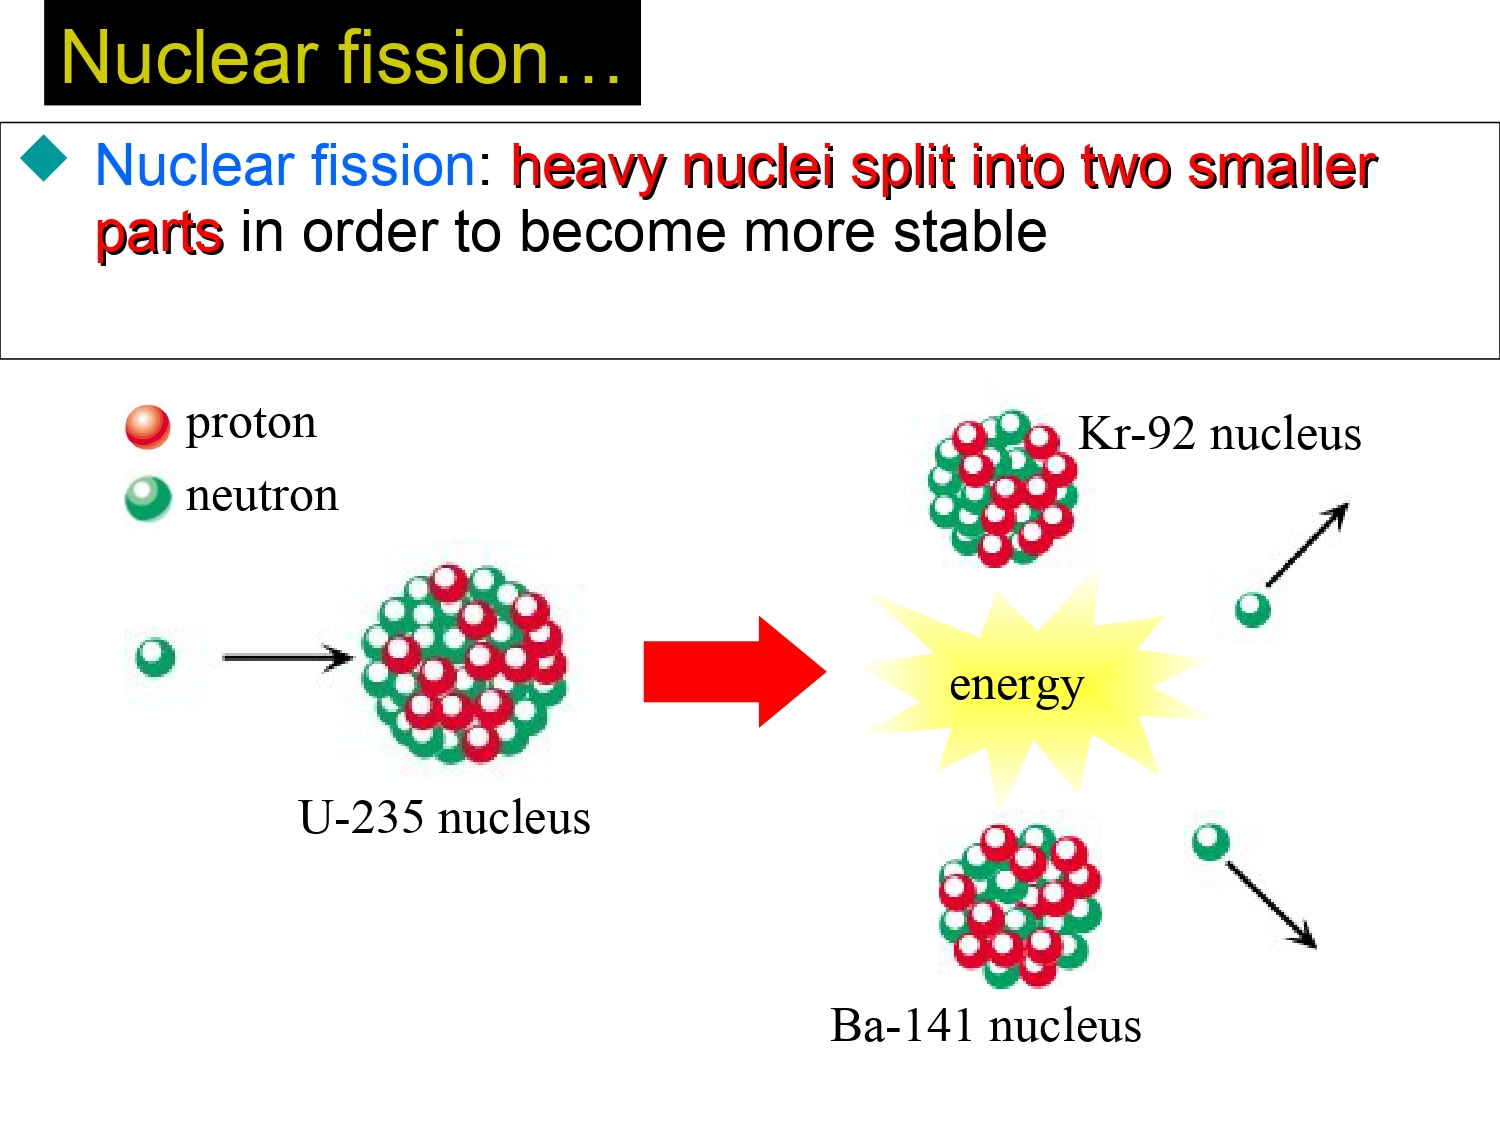 Nuclear fission…
Nuclear fission: heavy nuclei split into two smaller
parts in order to become more stable
proton
neutron
Kr-92 nucleus
energy
U-235 nucleus
Ba-141 nucleus